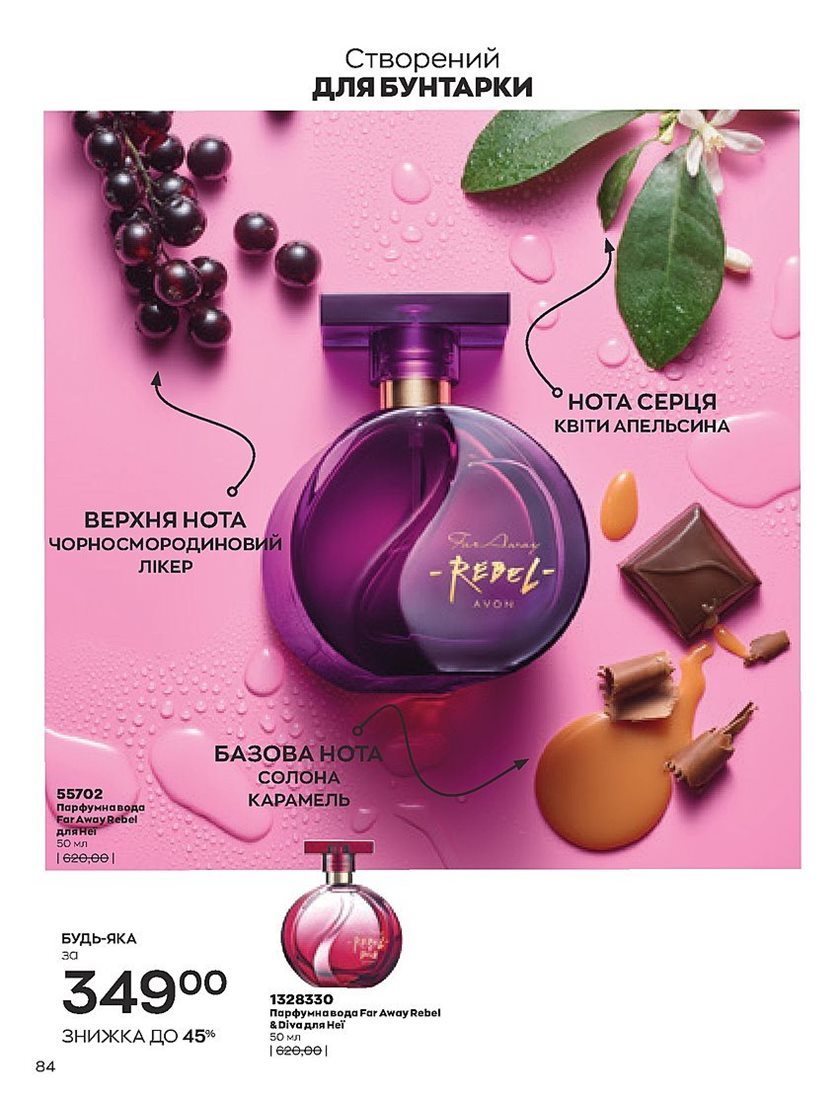 Створений
ДЛЯ БУНТАРКИ
НОТА СЕРЦЯ
КВІТИ АПЕЛЬСИНА
ВЕРХНЯ НОТА
ЧОРНОСМОРОДИНОВИЙ
ЛІКЕР
Far Away
-REBEL-
AVON
БАЗОВА НОТА
СОЛОНА
КАРАМЕЛЬ
55702
Парфумна вода
Far Away Rebel
для Неї
50 мл
| 620,00 |
БУДЬ-ЯКА
за
349⁰⁰
ЗНИЖКА ДО 45%
REBEL
1328330
Парфумна вода Far Away Rebel
& Diva для Неї
50 мл
| 620,00 |
84